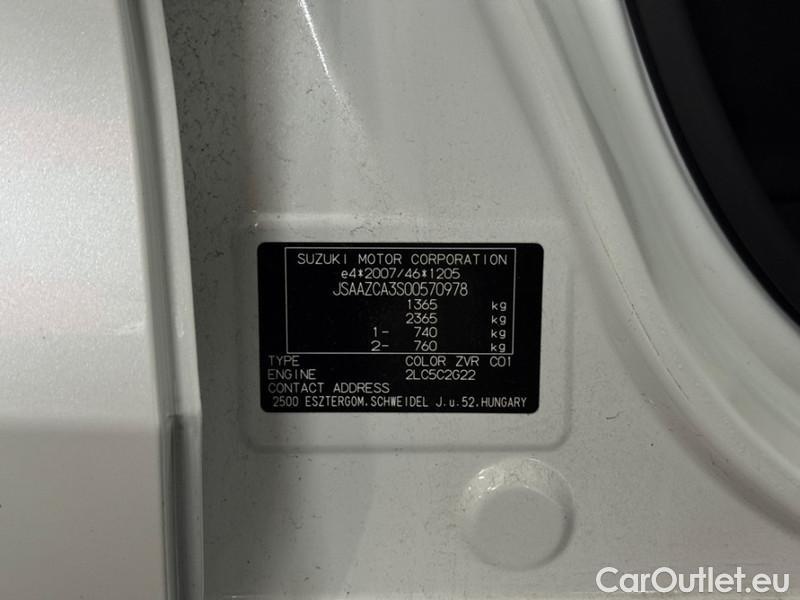 SUZUKI MOTOR CORPORATION
e4*2007/46*1205
JSAAZCA3S00570978
1365 kg
2365 kg
1- 740 kg
2- 760 kg
TYPE COLOR ZVR C01
ENGINE 2LC5C2G22
CONTACT ADDRESS
2500 ESZTERGOM.SCHWEIDEL J.u.52.HUNGARY
CarOutlet.eu